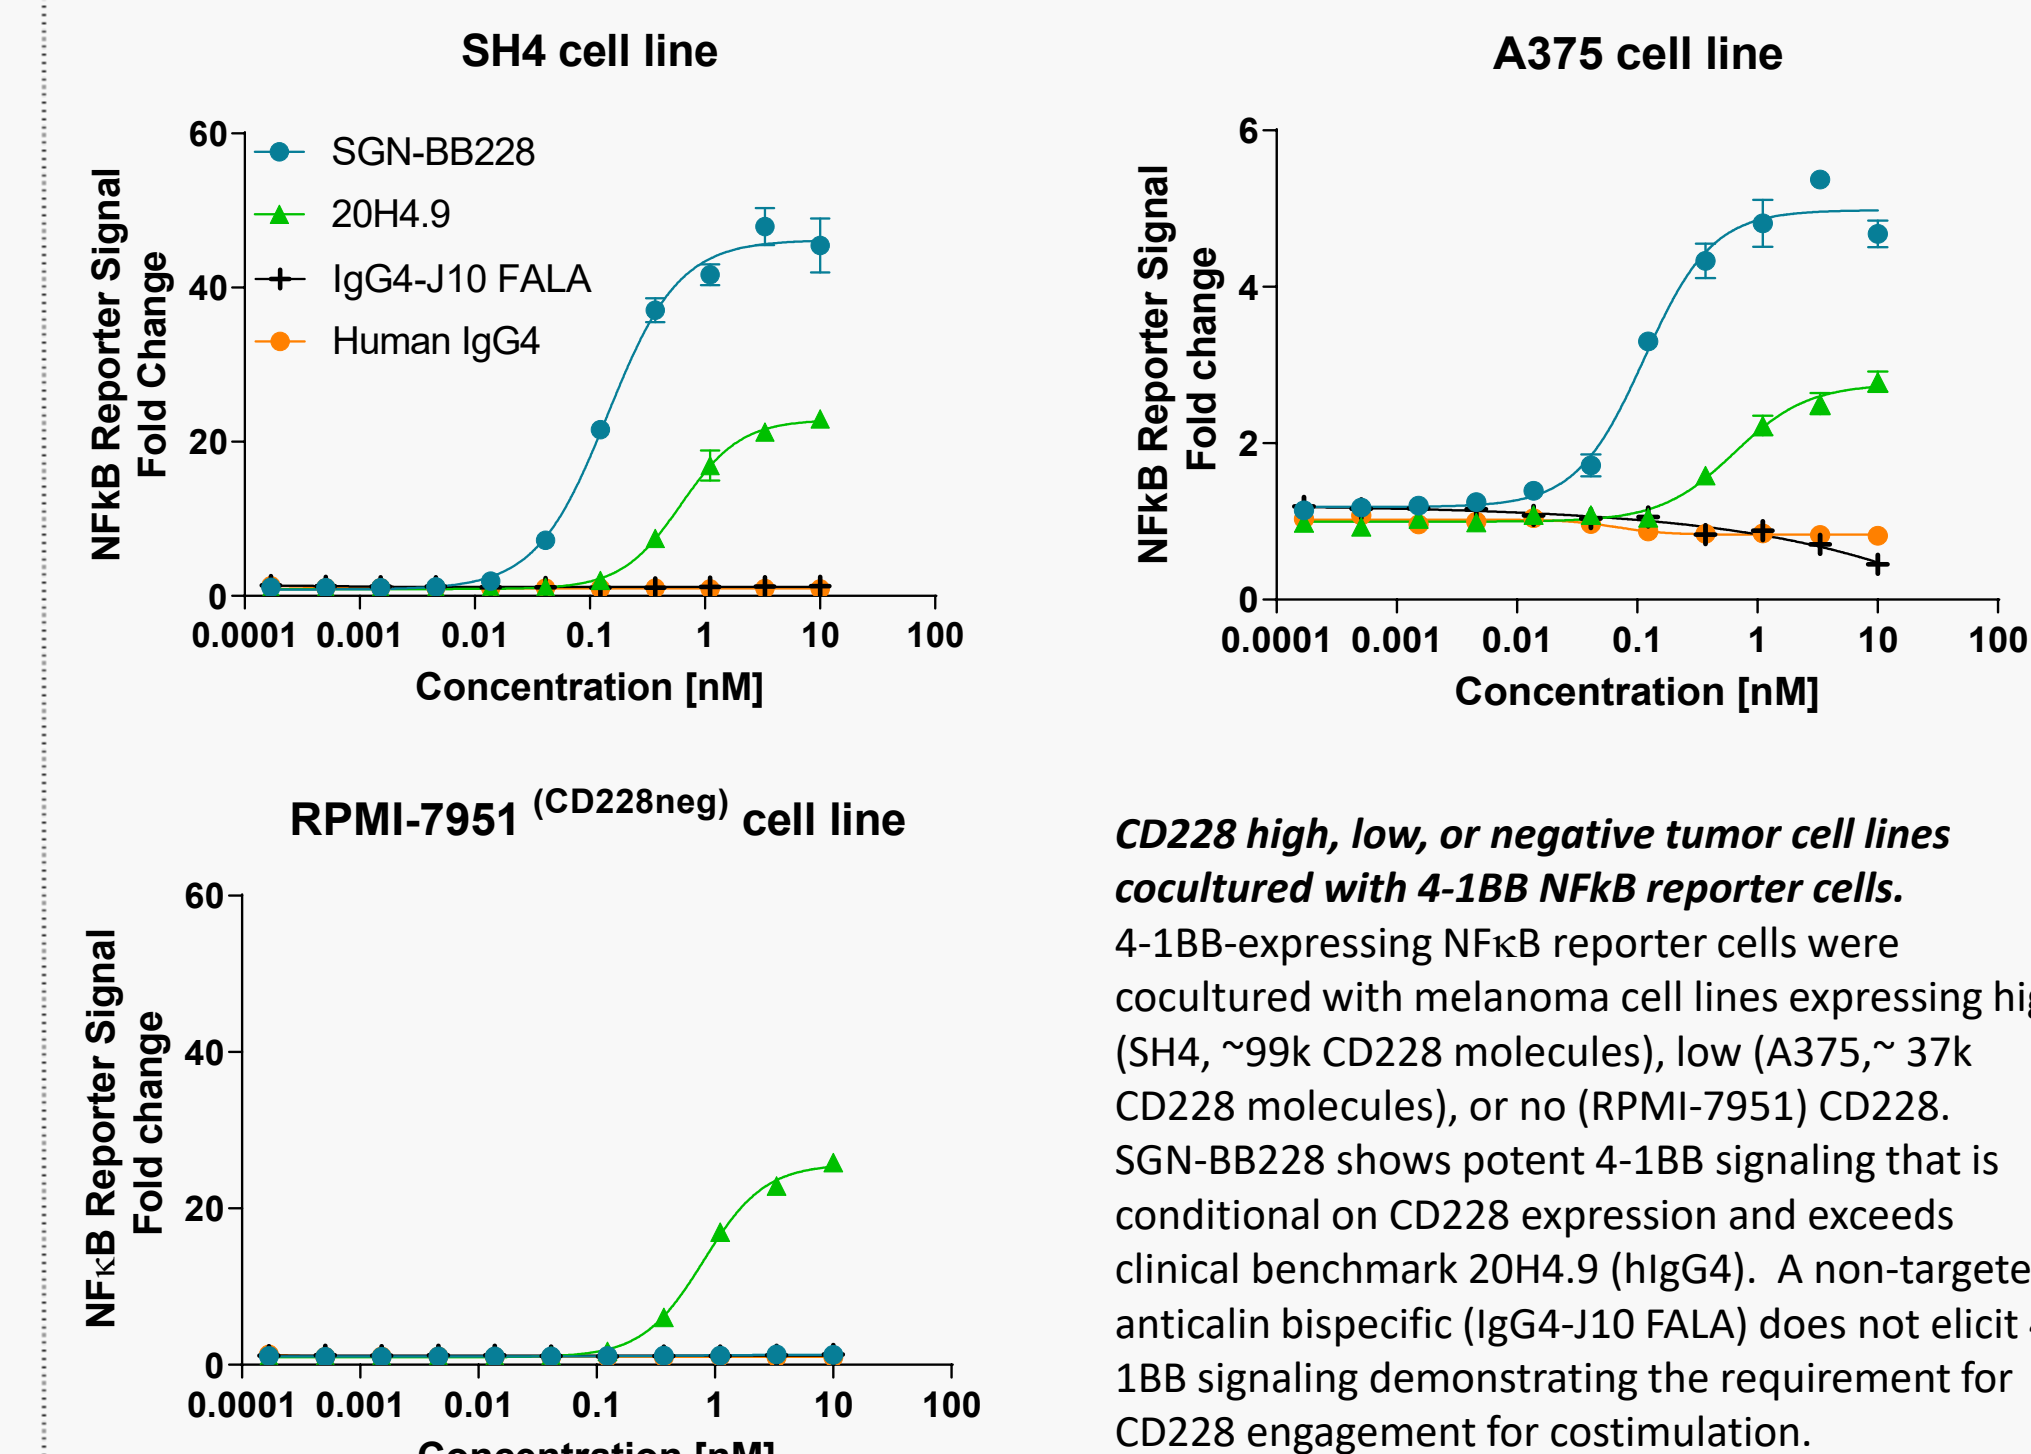 SH4 cell line
60
40
20
0
0.0001 0.001 0.01 0.1 1 10 100
Concentration [nM]
NFkB Reporter Signal
Fold Change
SGN-BB228
20H4.9
IgG4-J10 FALA
Human IgG4
A375 cell line
6
4
2
0
0.0001 0.001 0.01 0.1 1 10 100
Concentration [nM]
NFkB Reporter Signal
Fold change
RPMI-7951 (CD228neg) cell line
60
40
20
0
0.0001 0.001 0.01 0.1 1 10 100
Concentration [nM]
NFκB Reporter Signal
Fold change
CD228 high, low, or negative tumor cell lines
cocultured with 4-1BB NFkB reporter cells.
4-1BB-expressing NFκB reporter cells were
cocultured with melanoma cell lines expressing
(SH4, ~99k CD228 molecules), low (A375,~ 37k
CD228 molecules), or no (RPMI-7951) CD228.
SGN-BB228 shows potent 4-1BB signaling that is
conditional on CD228 expression and exceeds
clinical benchmark 20H4.9 (hIgG4). A non-targete
anticalin bispecific (IgG4-J10 FALA) does not elicit
1BB signaling demonstrating the requirement for
CD228 engagement for costimulation.